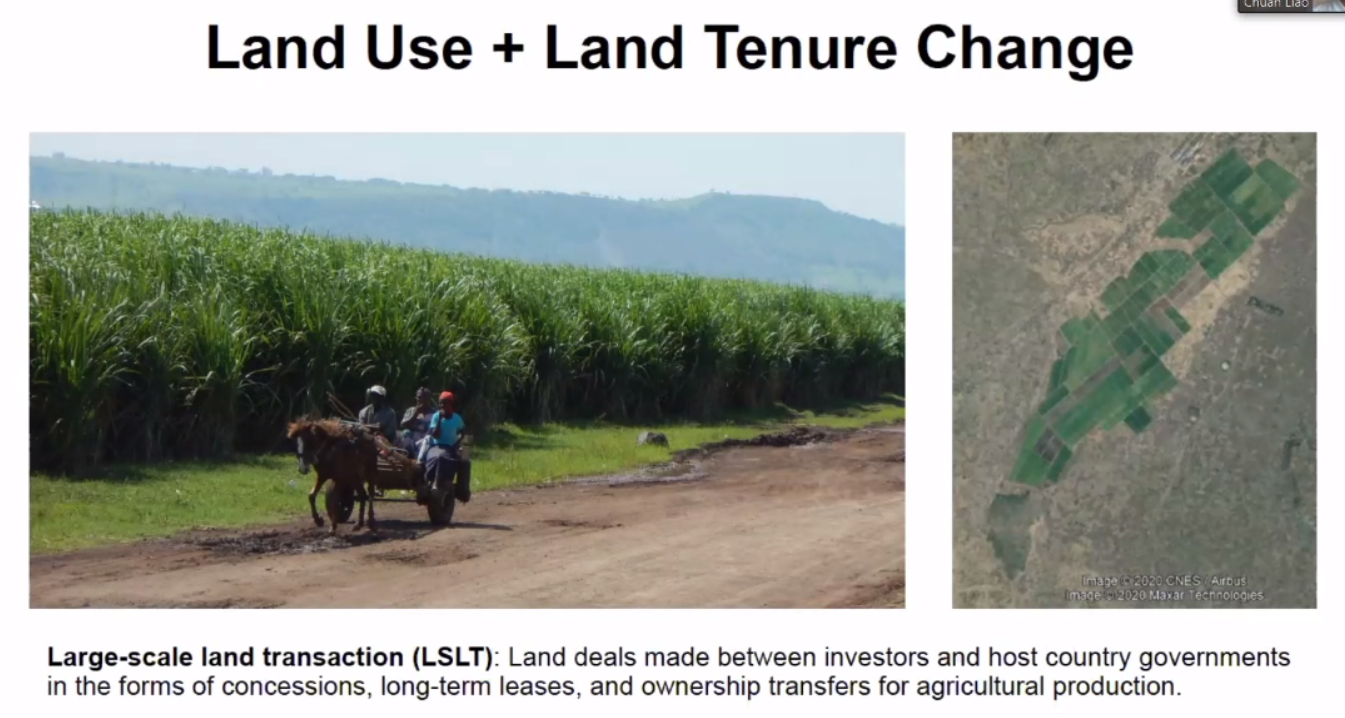 Chuan Liao
Land Use + Land Tenure Change
Image © 2020 CNES / Airbus
Image © 2020 Maxar Technologies
Large-scale land transaction (LSLT): Land deals made between investors and host country governments
in the forms of concessions, long-term leases, and ownership transfers for agricultural production.